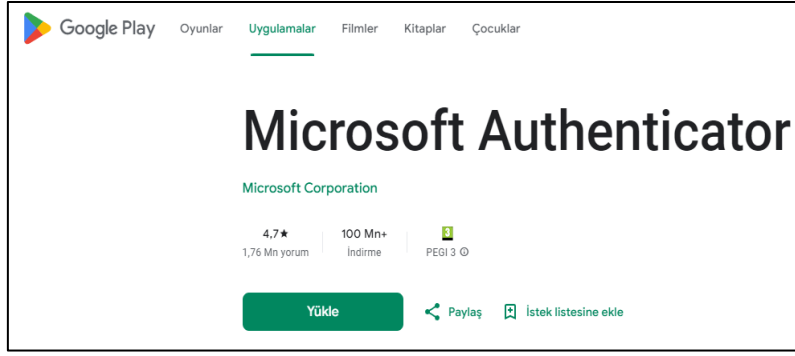 Google Play Oyunlar Uygulamalar Filmler Kitaplar Çocuklar
Microsoft Authenticator
Microsoft Corporation
4,7★ 100 Mn+ 3
1,76 Mn yorum İndirme PEGI 3
Yükle Paylaş İstek listesine ekle